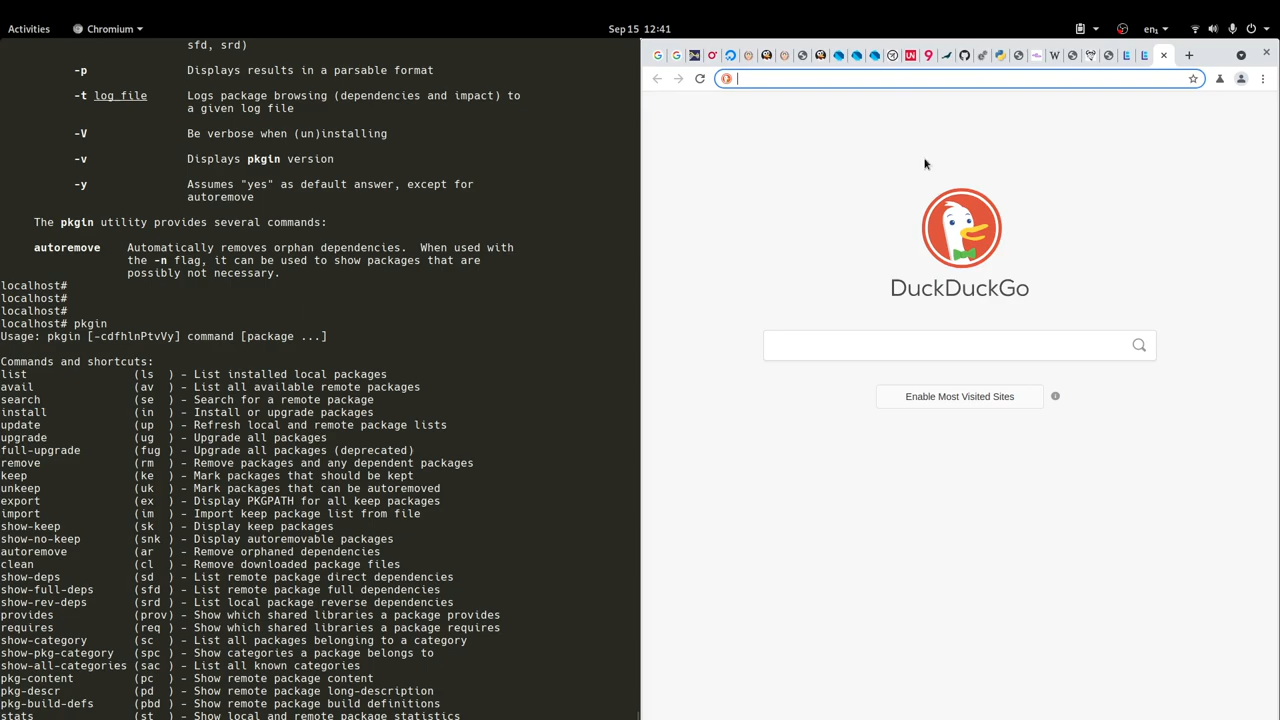 Activities
Chromium
Sep 15 12:41
en₁
sfd, srd)
-p Displays results in a parsable format
-t log_file Logs package browsing (dependencies and impact) to
a given log file
-V Be verbose when (un)installing
-v Displays pkgin version
-y Assumes "yes" as default answer, except for
autoremove
The pkgin utility provides several commands:
autoremove Automatically removes orphan dependencies. When used with
the -n flag, it can be used to show packages that are
possibly not necessary.
localhost#
localhost#
localhost#
localhost# pkgin
Usage: pkgin [-cdfhlnPtvVy] command [package ...]
Commands and shortcuts:
list (ls ) - List installed local packages
avail (av ) - List all available remote packages
search (se ) - Search for a remote package
install (in ) - Install or upgrade packages
update (up ) - Refresh local and remote package lists
upgrade (ug ) - Upgrade all packages
full-upgrade (fug ) - Upgrade all packages (deprecated)
remove (rm ) - Remove packages and any dependent packages
keep (ke ) - Mark packages that should be kept
unkeep (uk ) - Mark packages that can be autoremoved
export (ex ) - Display PKGPATH for all keep packages
import (im ) - Import keep package list from file
show-keep (sk ) - Display keep packages
show-no-keep (snk ) - Display autoremovable packages
autoremove (ar ) - Remove orphaned dependencies
clean (cl ) - Remove downloaded package files
show-deps (sd ) - List remote package direct dependencies
show-full-deps (sfd ) - List remote package full dependencies
show-rev-deps (srd ) - List local package reverse dependencies
provides (prov) - Show which shared libraries a package provides
requires (req ) - Show which shared libraries a package requires
show-category (sc ) - List all packages belonging to a category
show-pkg-category (spc ) - Show categories a package belongs to
show-all-categories (sac ) - List all known categories
pkg-content (pc ) - Show remote package content
pkg-descr (pd ) - Show remote package long-description
pkg-build-defs (pbd ) - Show remote package build definitions
stats (st ) - Show local and remote package statistics
DuckDuckGo
Enable Most Visited Sites